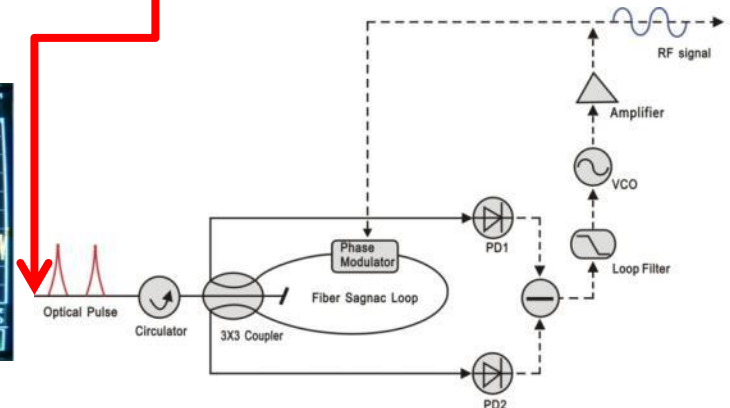 RF signal
Amplifier
VCO
PD1
Phase
Modulator
Loop Filter
Fiber Sagnac Loop
Optical Pulse
Circulator
3X3 Coupler
PD2